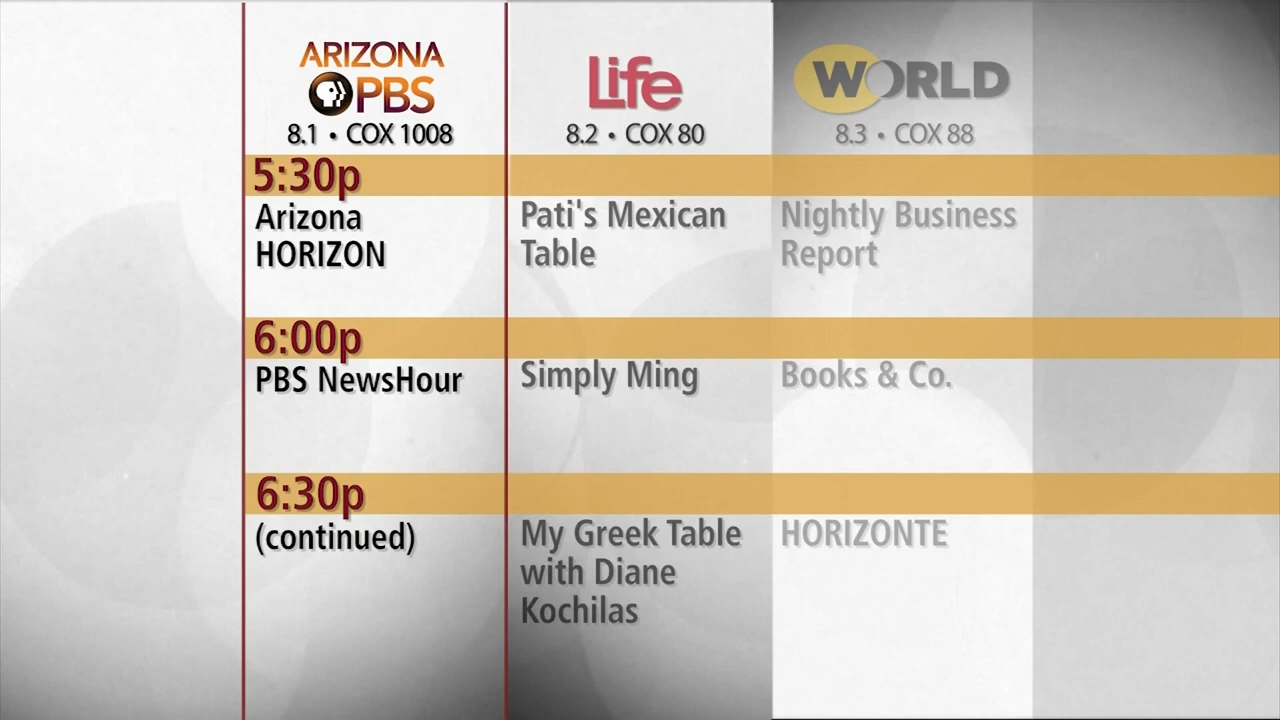 ARIZONA
PBS
8.1 • COX 1008
Life
8.2 • COX 80
WORLD
8.3 • COX 88
5:30p
Arizona
HORIZON
Pati's Mexican
Table
Nightly Business
Report
6:00p
PBS NewsHour
Simply Ming
Books & Co.
6:30p
(continued)
My Greek Table
with Diane
Kochilas
HORIZONTE